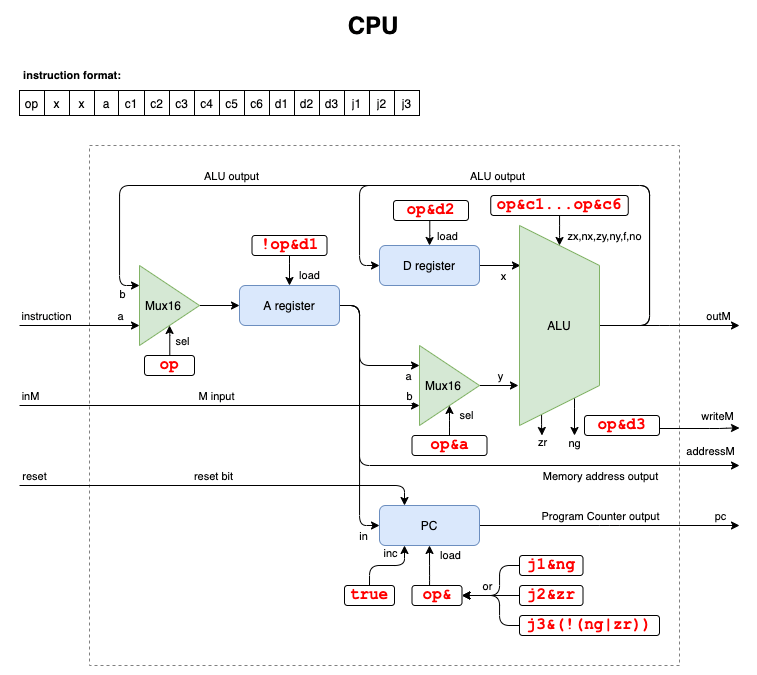 CPU
instruction format:
op x x a c1 c2 c3 c4 c5 c6 d1 d2 d3 j1 j2 j3
ALU output
ALU output
op&d2
op&c1...op&c6
load
zx,nx,zy,ny,f,no
!op&d1
load
D register
x
b
Mux16
A register
ALU
instruction
a
outM
sel
op
a
Mux16
y
inM
M input
b
sel
op&a
op&d3
writeM
zr
ng
addressM
reset
reset bit
Memory address output
PC
Program Counter output
pc
in
inc
load
j1&ng
true
op&
or
j2&zr
j3&(!(ng|zr))